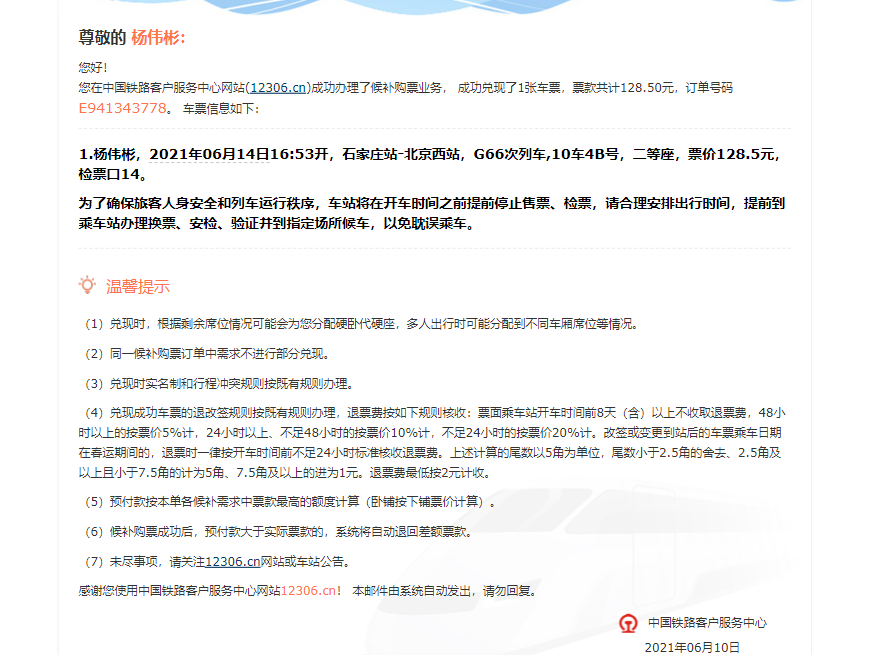 尊敬的 杨伟彬:
您好!
您在中国铁路客户服务中心网站(12306.cn)成功办理了候补购票业务， 成功兑现了1张车票，票款共计128.50元，订单号码
E941343778。 车票信息如下：
1.杨伟彬，2021年06月14日16:53开，石家庄站-北京西站，G66次列车,10车4B号，二等座，票价128.5元，
检票口14。
为了确保旅客人身安全和列车运行秩序，车站将在开车时间之前提前停止售票、检票，请合理安排出行时间，提前到
乘车站办理换票、安检、验证并到指定场所候车，以免耽误乘车。
温馨提示
（1）兑现时，根据剩余席位情况可能会为您分配硬卧代硬座，多人出行时可能分配到不同车厢席位等情况。
（2）同一候补购票订单中需求不进行部分兑现。
（3）兑现时实名制和行程冲突规则按既有规则办理。
（4）兑现成功车票的退改签规则按既有规则办理，退票费按如下规则核收：票面乘车站开车时间前8天（含）以上不收取退票费，48小
时以上的按票价5%计，24小时以上、不足48小时的按票价10%计，不足24小时的按票价20%计。改签或变更到站后的车票乘车日期
在春运期间的，退票时一律按开车时间前不足24小时标准核收退票费。上述计算的尾数以5角为单位，尾数小于2.5角的舍去、2.5角及
以上且小于7.5角的计为5角、7.5角及以上的进为1元。退票费最低按2元计收。
（5）预付款按本单各候补需求中票款最高的额度计算（卧铺按下铺票价计算）。
（6）候补购票成功后，预付款大于实际票款的，系统将自动退回差额票款。
（7）未尽事项，请关注12306.cn网站或车站公告。
感谢您使用中国铁路客户服务中心网站12306.cn！ 本邮件由系统自动发出，请勿回复。
中国铁路客户服务中心
2021年06月10日